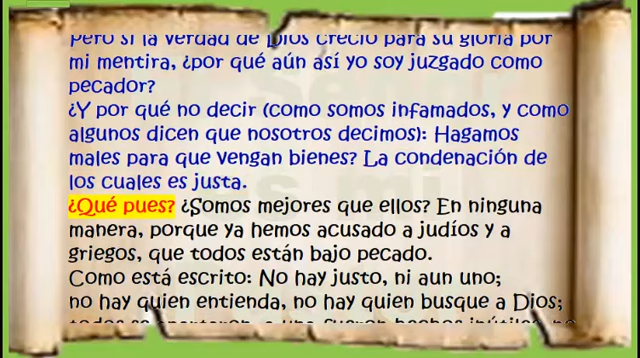 Pero si la verdad de Dios creció para su gloria por
mi mentira, ¿por qué aún así yo soy juzgado como
pecador?
¿Y por qué no decir (como somos infamados, y como
algunos dicen que nosotros decimos): Hagamos
males para que vengan bienes? La condenación de
los cuales es justa.
¿Qué pues? ¿Somos mejores que ellos? En ninguna
manera, porque ya hemos acusado a judíos y a
griegos, que todos están bajo pecado.
Como está escrito: No hay justo, ni aun uno;
no hay quien entienda, no hay quien busque a Dios;